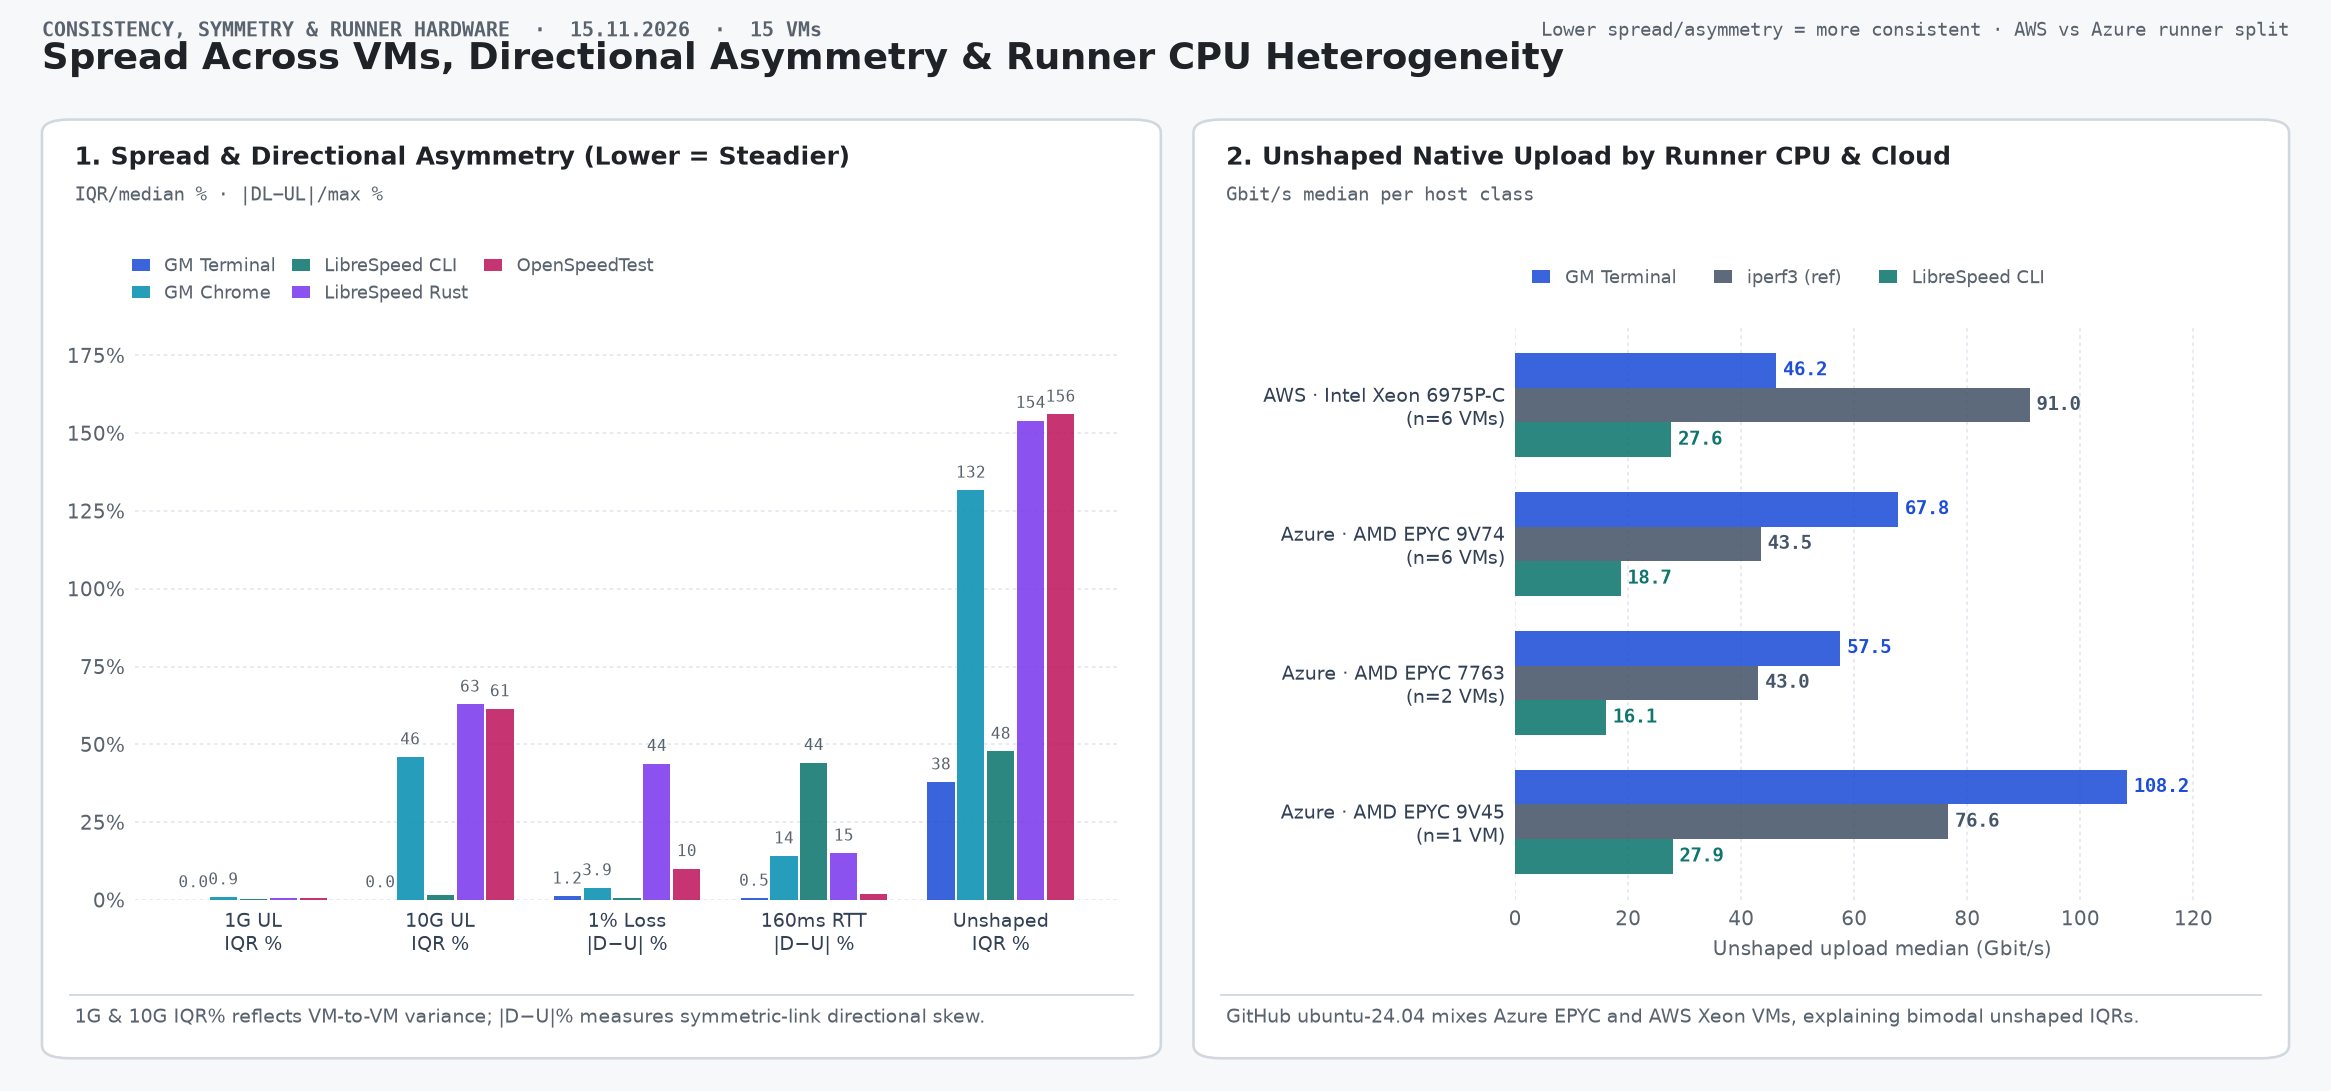 CONSISTENCY, SYMMETRY & RUNNER HARDWARE · 15.11.2026 · 15 VMs
Lower spread/asymmetry = more consistent · AWS vs Azure runner split
Spread Across VMs, Directional Asymmetry & Runner CPU Heterogeneity
1. Spread & Directional Asymmetry (Lower = Steadier)
IQR/median % · |DL−UL|/max %
GM Terminal
LibreSpeed CLI
OpenSpeedTest
GM Chrome
LibreSpeed Rust
175%
150%
125%
100%
75%
50%
25%
0%
0.0
0.9
0.0
46
63
61
1.2
3.9
44
10
0.5
14
44
15
38
132
48
154
156
1G UL
IQR %
10G UL
IQR %
1% Loss
|D−U| %
160ms RTT
|D−U| %
Unshaped
IQR %
1G & 10G IQR% reflects VM-to-VM variance; |D−U|% measures symmetric-link directional skew.
2. Unshaped Native Upload by Runner CPU & Cloud
Gbit/s median per host class
GM Terminal
iperf3 (ref)
LibreSpeed CLI
AWS · Intel Xeon 6975P-C
(n=6 VMs)
46.2
91.0
27.6
Azure · AMD EPYC 9V74
(n=6 VMs)
67.8
43.5
18.7
Azure · AMD EPYC 7763
(n=2 VMs)
57.5
43.0
16.1
Azure · AMD EPYC 9V45
(n=1 VM)
108.2
76.6
27.9
0
20
40
60
80
100
120
Unshaped upload median (Gbit/s)
GitHub ubuntu-24.04 mixes Azure EPYC and AWS Xeon VMs, explaining bimodal unshaped IQRs.